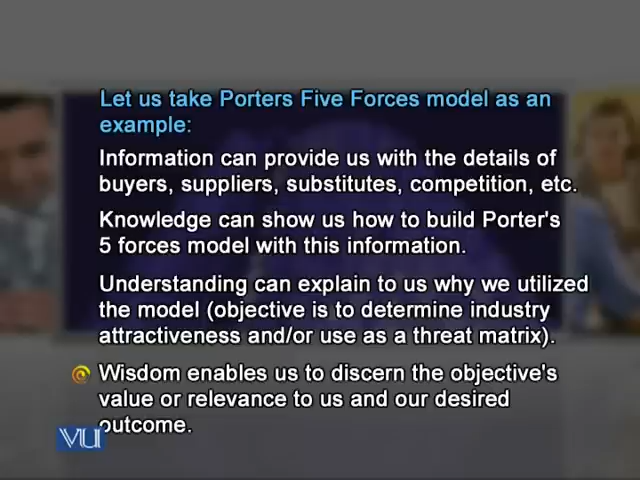 Let us take Porters Five Forces model as an
example:
Information can provide us with the details of
buyers, suppliers, substitutes, competition, etc.
Knowledge can show us how to build Porter's
5 forces model with this information.
Understanding can explain to us why we utilized
the model (objective is to determine industry
attractiveness and/or use as a threat matrix).
Wisdom enables us to discern the objective's
value or relevance to us and our desired
outcome.
VU